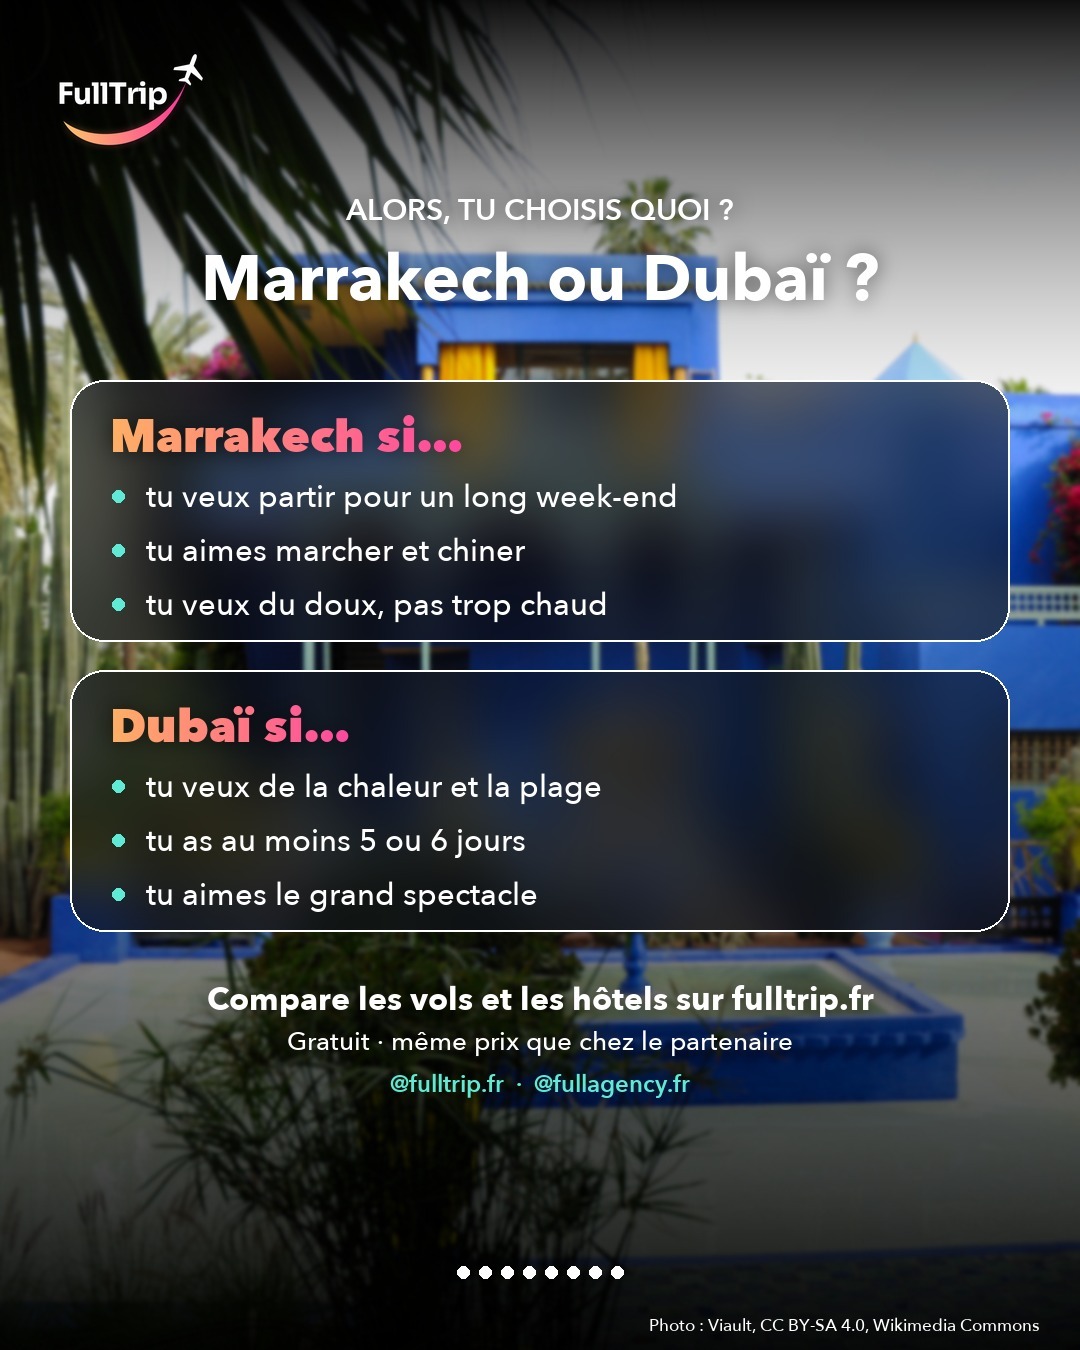 FullTrip
ALORS, TU CHOISIS QUOI ?
Marrakech ou Dubaï ?
Marrakech si...
tu veux partir pour un long week-end
tu aimes marcher et chiner
tu veux du doux, pas trop chaud
Dubaï si...
tu veux de la chaleur et la plage
tu as au moins 5 ou 6 jours
tu aimes le grand spectacle
Compare les vols et les hôtels sur fulltrip.fr
Gratuit · même prix que chez le partenaire
@fulltrip.fr · @fullagency.fr
Photo : Viault, CC BY-SA 4.0, Wikimedia Commons